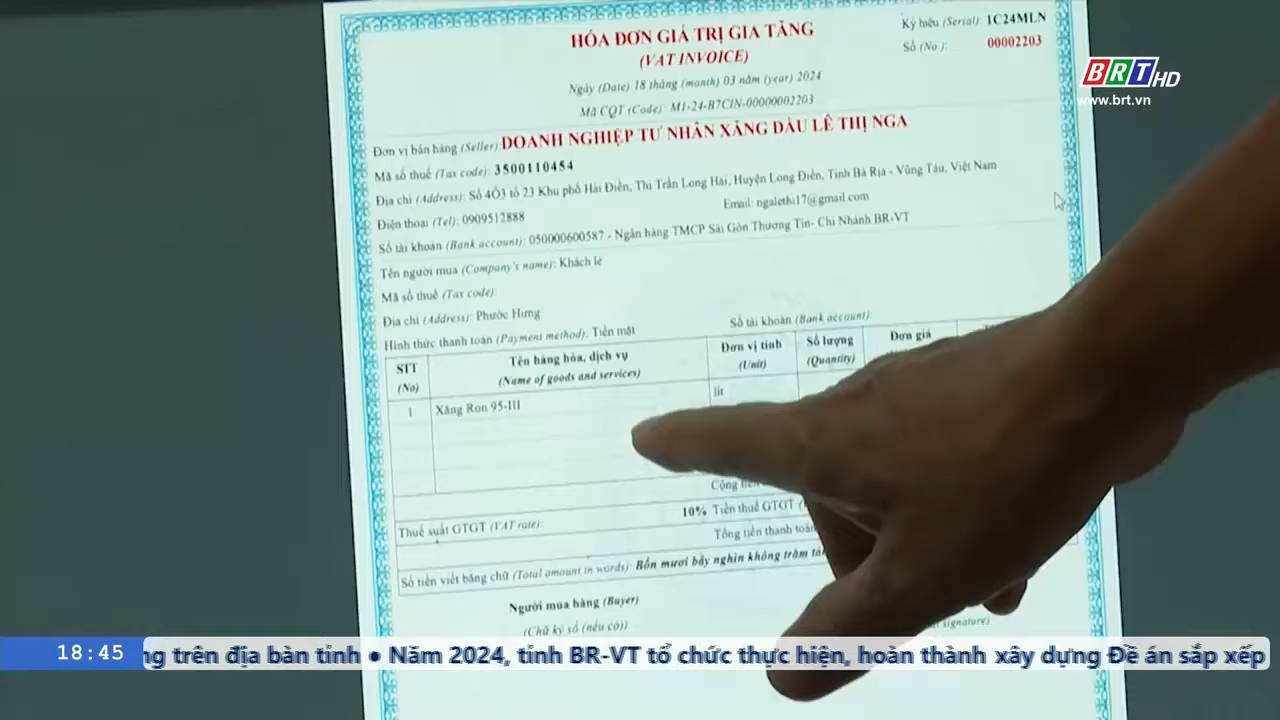 HÓA ĐƠN GIÁ TRỊ GIA TĂNG
(VAT INVOICE)
Ngày (Date) 18 tháng (month) 03 năm (year) 2024
Mã CQT (Code): M1-24-B7CIN-00000002203
Ký hiệu (Serial): 1C24MLN
Số (No.): 00002203
BRT HD
www.brt.vn
Đơn vị bán hàng (Seller): DOANH NGHIỆP TƯ NHÂN XĂNG DẦU LÊ THỊ NGA
Mã số thuế (Tax code): 3500110454
Địa chỉ (Address): Số 4Ô3 tổ 23 Khu phố Hải Điền, Thị Trấn Long Hải, Huyện Long Điền, Tỉnh Bà Rịa - Vũng Tàu, Việt Nam
Điện thoại (Tel): 0909512888 Email: ngalethi17@gmail.com
Số tài khoản (Bank account): 050000600587 - Ngân hàng TMCP Sài Gòn Thương Tín- Chi Nhánh BR-VT
Tên người mua (Company's name): Khách lẻ
Mã số thuế (Tax code):
Địa chỉ (Address): Phước Hưng
Hình thức thanh toán (Payment method): Tiền mặt Số tài khoản (Bank account):
STT Tên hàng hóa, dịch vụ Đơn vị tính Số lượng Đơn giá
(No) (Name of goods and services) (Unit) (Quantity)
1 Xăng Ron 95-III lít
Cộng tiền
Thuế suất GTGT (VAT rate): 10% Tiền thuế GTGT
Tổng tiền thanh toán
Số tiền viết bằng chữ (Total amount in words): Bốn mươi bảy nghìn không trăm
Người mua hàng (Buyer)
(Chữ ký số (nếu có)) signature)
18:45 ng trên địa bàn tỉnh ● Năm 2024, tỉnh BR-VT tổ chức thực hiện, hoàn thành xây dựng Đề án sắp xếp